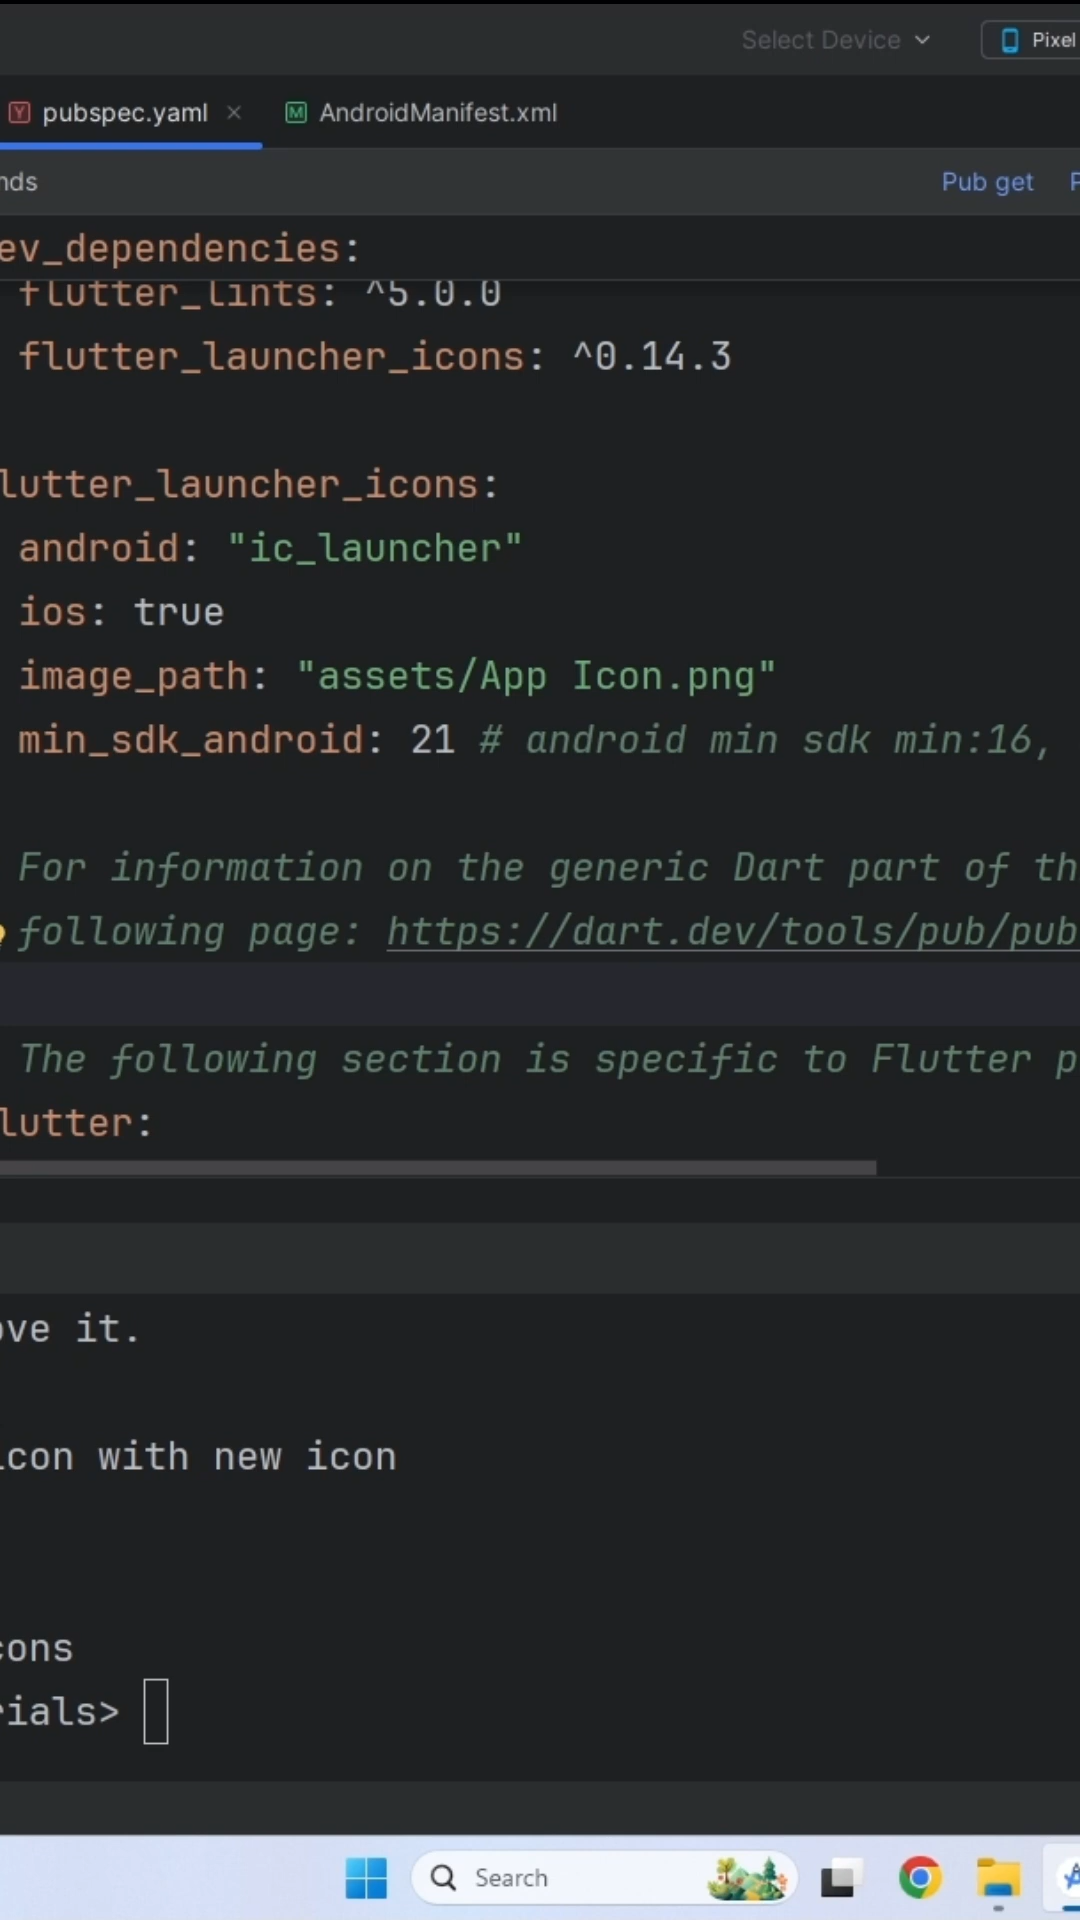 Select Device
Pixel
pubspec.yaml
AndroidManifest.xml
nds
Pub get
ev_dependencies:
flutter_lints: ^5.0.0
flutter_launcher_icons: ^0.14.3
lutter_launcher_icons:
android: "ic_launcher"
ios: true
image_path: "assets/App Icon.png"
min_sdk_android: 21 # android min sdk min:16,
For information on the generic Dart part of th
following page: https://dart.dev/tools/pub/pub
The following section is specific to Flutter p
lutter:
ove it.
icon with new icon
cons
rials>
Search